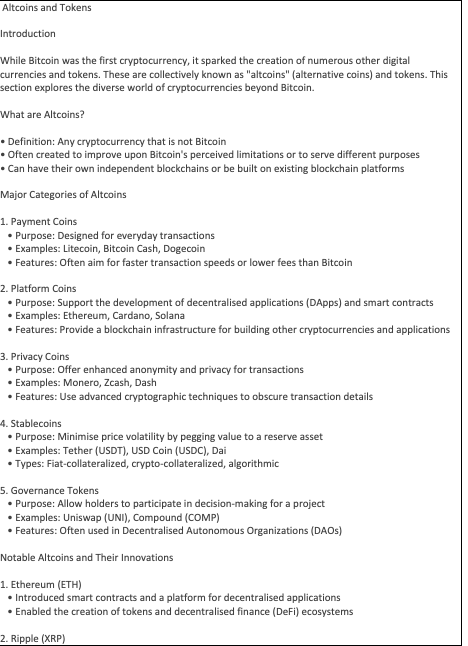 Altcoins and Tokens
Introduction
While Bitcoin was the first cryptocurrency, it sparked the creation of numerous other digital
currencies and tokens. These are collectively known as "altcoins" (alternative coins) and tokens. This
section explores the diverse world of cryptocurrencies beyond Bitcoin.
What are Altcoins?
• Definition: Any cryptocurrency that is not Bitcoin
• Often created to improve upon Bitcoin's perceived limitations or to serve different purposes
• Can have their own independent blockchains or be built on existing blockchain platforms
Major Categories of Altcoins
1. Payment Coins
• Purpose: Designed for everyday transactions
• Examples: Litecoin, Bitcoin Cash, Dogecoin
• Features: Often aim for faster transaction speeds or lower fees than Bitcoin
2. Platform Coins
• Purpose: Support the development of decentralised applications (DApps) and smart contracts
• Examples: Ethereum, Cardano, Solana
• Features: Provide a blockchain infrastructure for building other cryptocurrencies and applications
3. Privacy Coins
• Purpose: Offer enhanced anonymity and privacy for transactions
• Examples: Monero, Zcash, Dash
• Features: Use advanced cryptographic techniques to obscure transaction details
4. Stablecoins
• Purpose: Minimise price volatility by pegging value to a reserve asset
• Examples: Tether (USDT), USD Coin (USDC), Dai
• Types: Fiat-collateralized, crypto-collateralized, algorithmic
5. Governance Tokens
• Purpose: Allow holders to participate in decision-making for a project
• Examples: Uniswap (UNI), Compound (COMP)
• Features: Often used in Decentralised Autonomous Organizations (DAOs)
Notable Altcoins and Their Innovations
1. Ethereum (ETH)
• Introduced smart contracts and a platform for decentralised applications
• Enabled the creation of tokens and decentralised finance (DeFi) ecosystems
2. Ripple (XRP)